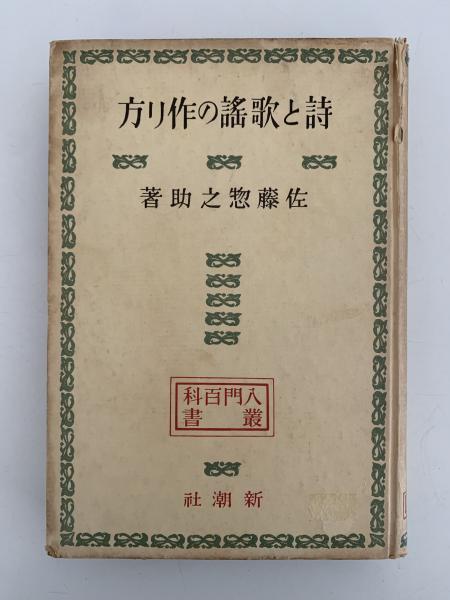 詩と歌謠の作り方
佐藤惣之助著
入門百科
叢書
新潮社